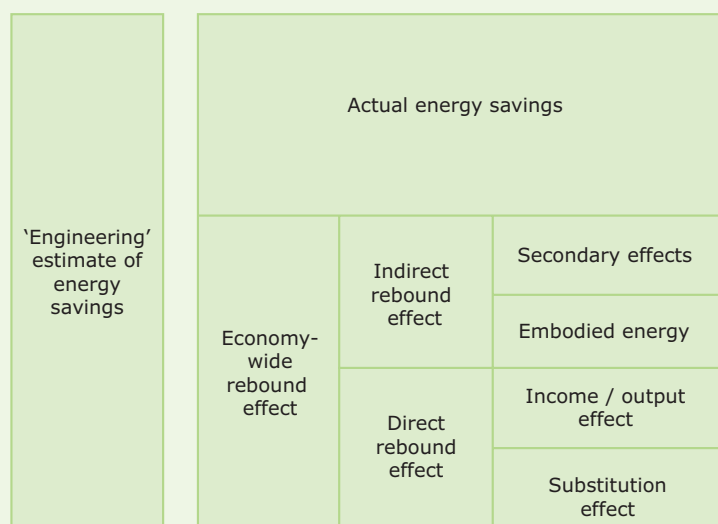 Actual energy savings
‘Engineering’
estimate of
energy
savings
Economy-
wide
rebound
effect
Indirect
rebound
effect
Secondary effects
Embodied energy
Direct
rebound
effect
Income / output
effect
Substitution
effect